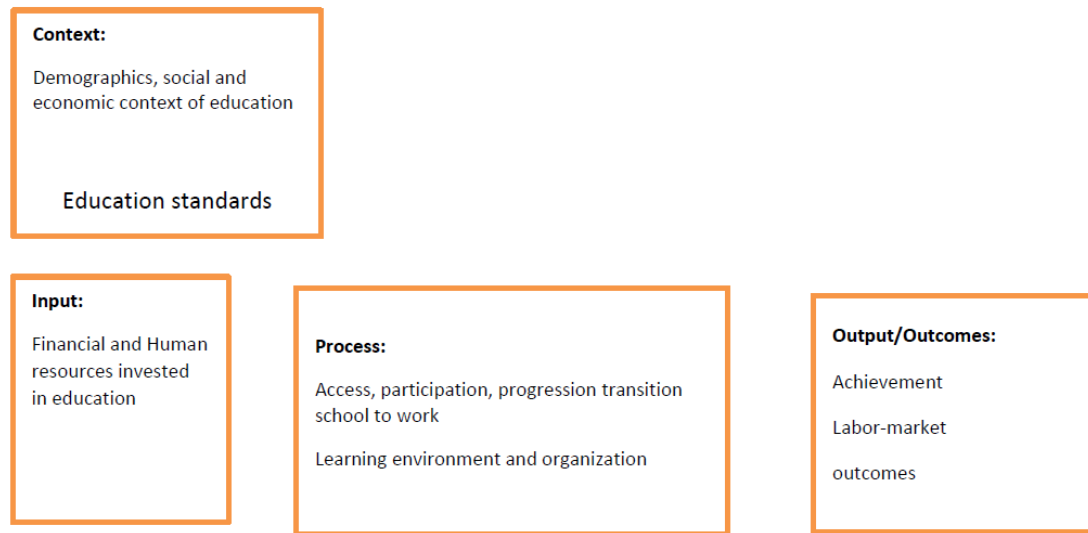 Context:
Demographics, social and
economic context of education
Education standards
Input:
Financial and Human
resources invested
in education
Process:
Access, participation, progression transition
school to work
Learning environment and organization
Output/Outcomes:
Achievement
Labor-market
outcomes